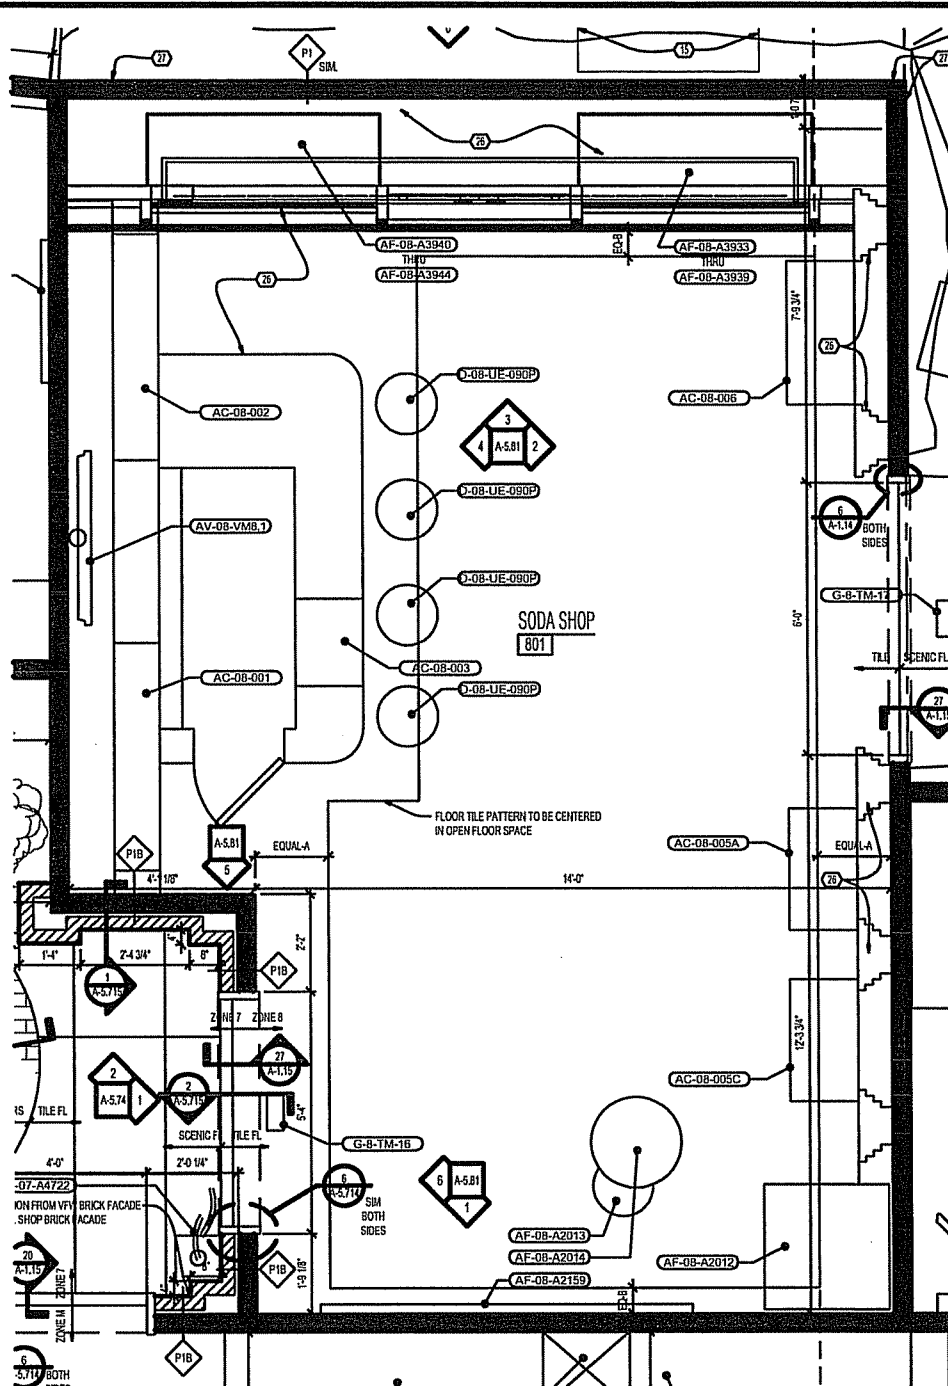 27
P1
SIM.
15
27
26
AF-08-A3940
THRU
AF-08-A3944
EQ-B
AF-08-A3933
THRU
AF-08-A3939
26
7'-9 3/4"
26
D-08-UE-090P
AC-08-006
AC-08-002
3
4
A-5.81
2
D-08-UE-090P
AV-08-VM8.1
6
A-1.14
BOTH
SIDES
D-08-UE-090P
G-8-TM-17
SODA SHOP
801
6'-0"
TILE
SCENIC FL
AC-08-003
AC-08-001
D-08-UE-090P
27
A-1.15
FLOOR TILE PATTERN TO BE CENTERED
IN OPEN FLOOR SPACE
A-5.81
5
EQUAL-A
AC-08-005A
EQUAL-A
P1B
14'-0"
26
4"
2'-2"
1'-4"
2'-4 3/4"
8"
P1B
1
A-5.715
ZONE 7
ZONE 8
12'-3 3/4"
27
A-1.15
2
A-5.74
1
2
A-5.715
AC-08-005C
5'-4"
TILE FL
SCENIC FL
TILE FL
G-8-TM-16
4'-0"
2'-0 1/4"
-07-A4722
6
A-5.714
SIM
BOTH
SIDES
6
A-5.81
1
ION FROM VFW BRICK FACADE
SHOP BRICK FACADE
AF-08-A2013
AF-08-A2014
AF-08-A2012
20
A-1.15
ZONE 7
ZONE M
P1B
1'-9 1/8"
AF-08-A2159
EQ-B
P1B
6
-5.714
BOTH